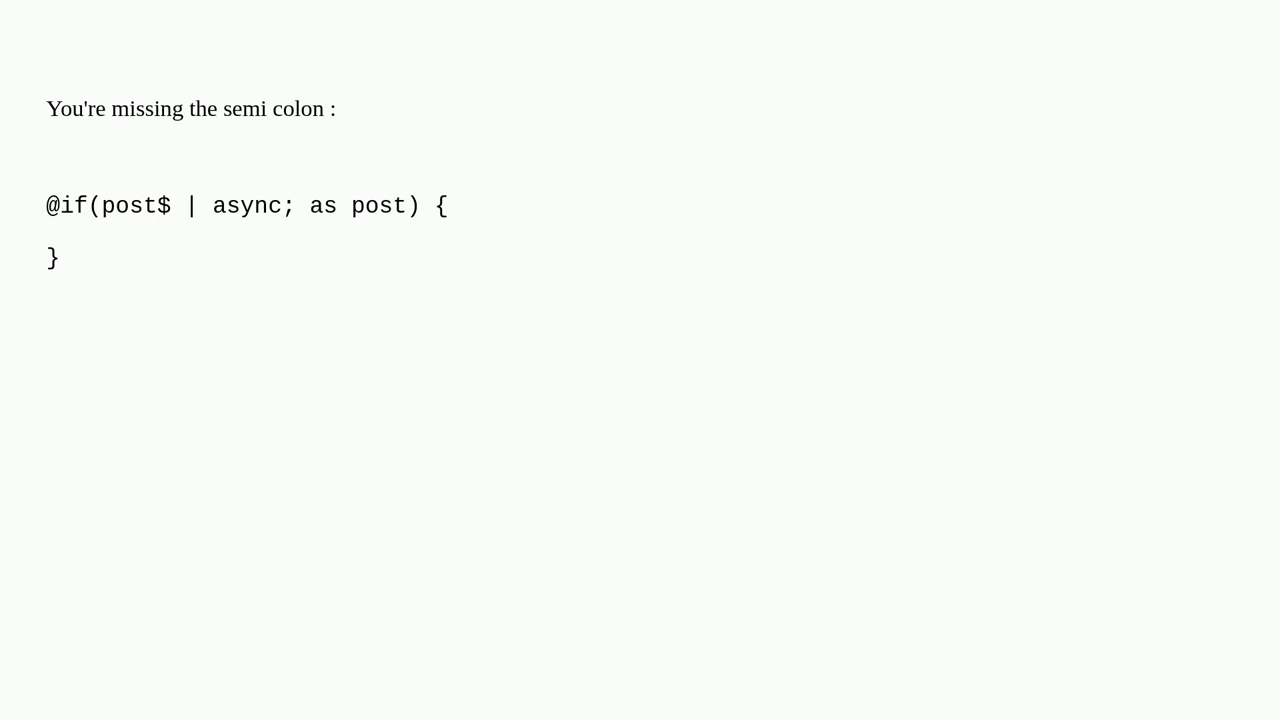 You're missing the semi colon :
@if(post$ | async; as post) {
}